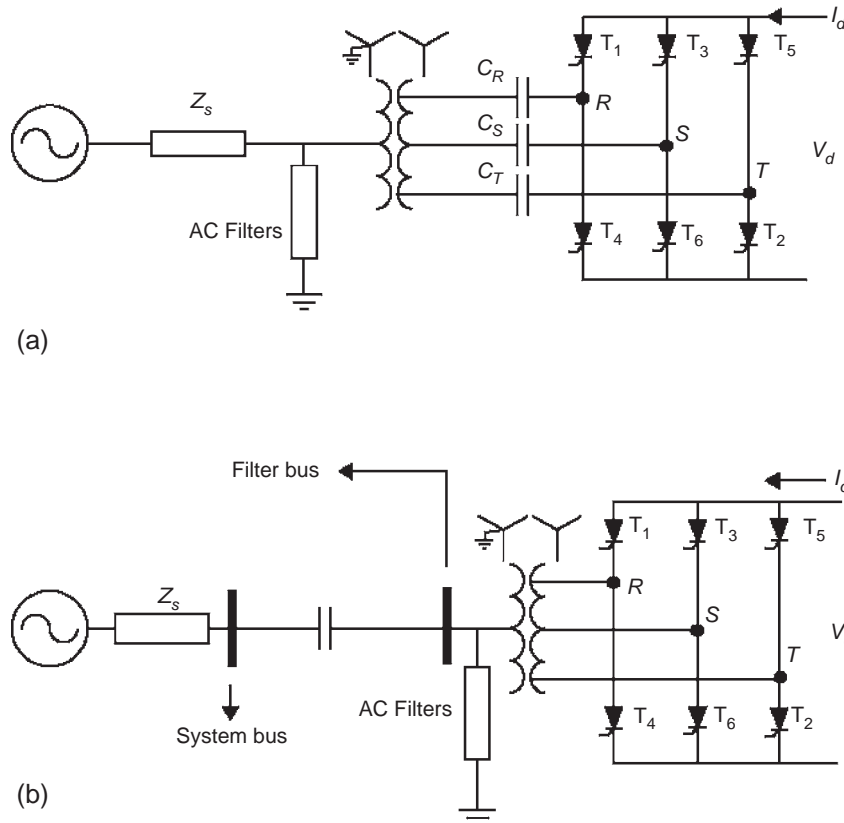 I_d
T_1 T_3 T_5
C_R
Z_s R
C_S S
C_T T V_d
AC Filters T_4 T_6 T_2
(a)
Filter bus
I_d
T_1 T_3 T_5
Z_s R
S
T V
AC Filters T_4 T_6 T_2
System bus
(b)